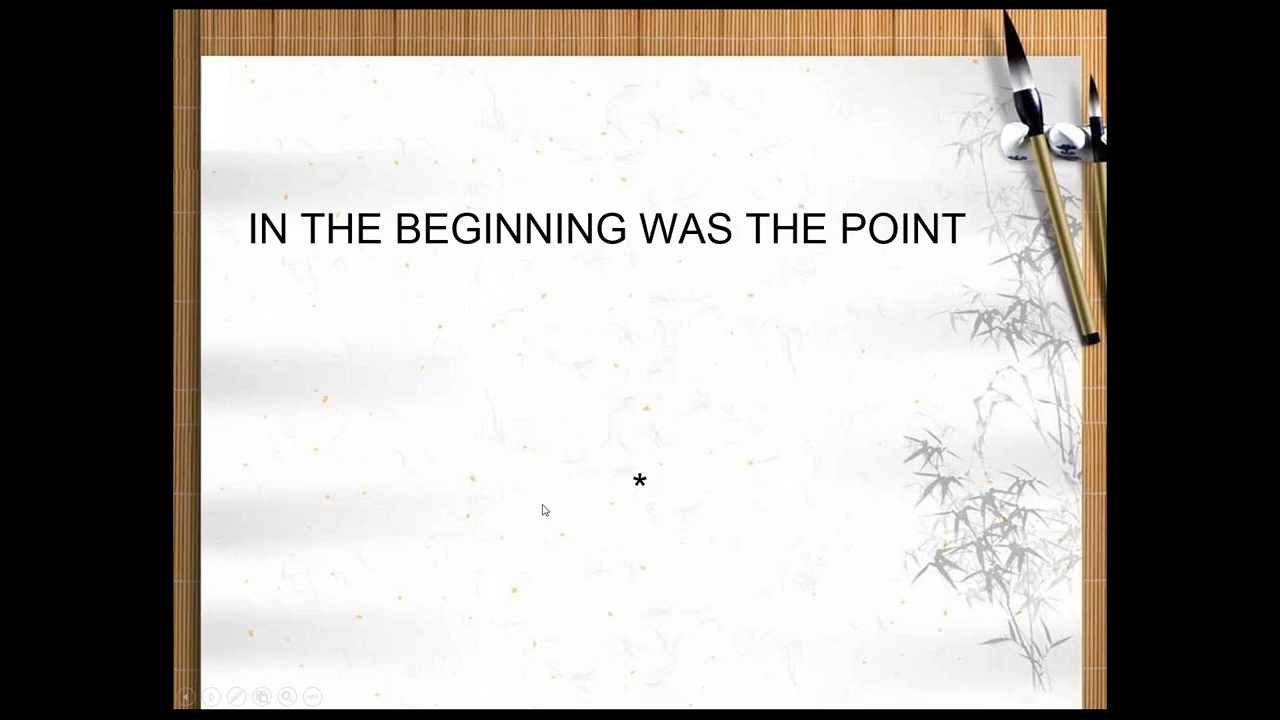 IN THE BEGINNING WAS THE POINT
*